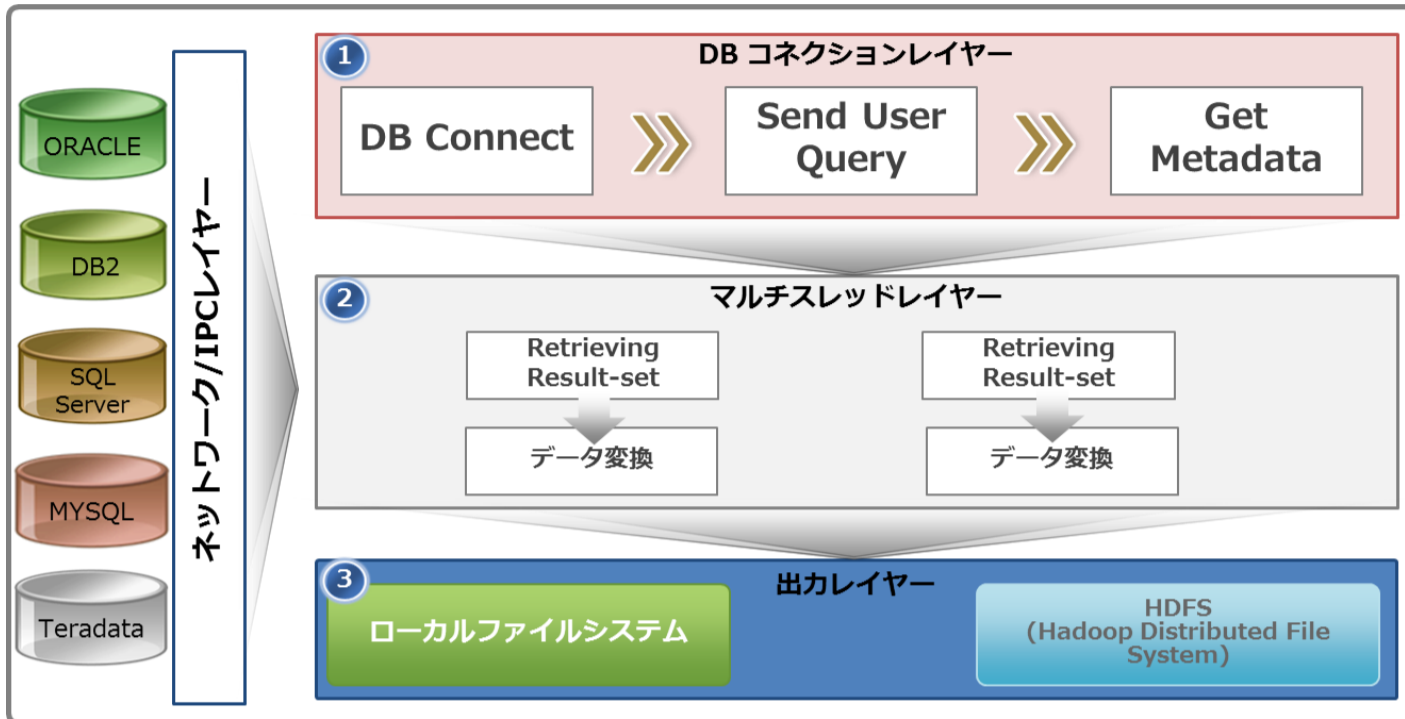 ORACLE
DB2
SQL
Server
MYSQL
Teradata
ネットワーク/IPCレイヤー
1
DB コネクションレイヤー
DB Connect
Send User
Query
Get
Metadata
2
マルチスレッドレイヤー
Retrieving
Result-set
データ変換
Retrieving
Result-set
データ変換
3
出力レイヤー
ローカルファイルシステム
HDFS
(Hadoop Distributed File
System)